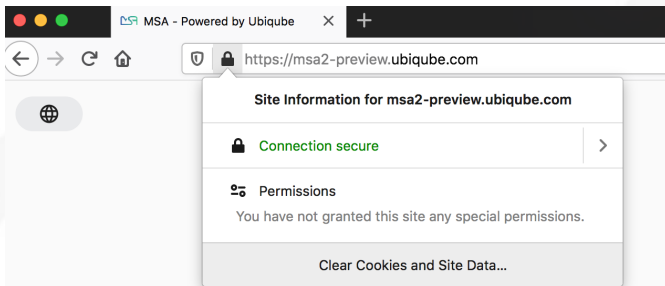 MSA - Powered by Ubiqube
https://msa2-preview.ubiqube.com
Site Information for msa2-preview.ubiqube.com
Connection secure
Permissions
You have not granted this site any special permissions.
Clear Cookies and Site Data...